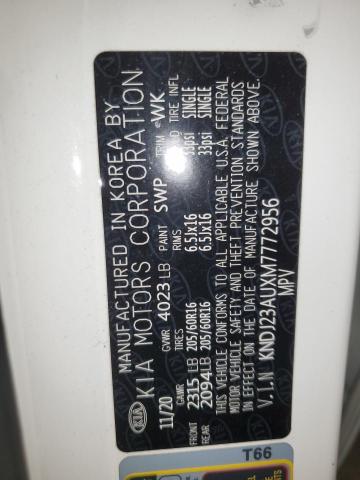 MANUFACTURED IN KOREA BY
KIA MOTORS CORPORATION
KIA
11/20 GVWR 4023 LB PAINT SWP TRIM WK
GAWR TIRES RIMS TIRE INFL
FRONT 2315 LB 205/60R16 6.5Jx16 33psi SINGLE
REAR 2094 LB 205/60R16 6.5Jx16 33psi SINGLE
THIS VEHICLE CONFORMS TO ALL APPLICABLE U.S.A. FEDERAL
MOTOR VEHICLE SAFETY AND THEFT PREVENTION STANDARDS
IN EFFECT ON THE DATE OF MANUFACTURE SHOWN ABOVE.
V.I.N KNDJ23AUXM7772956
MPV
T66